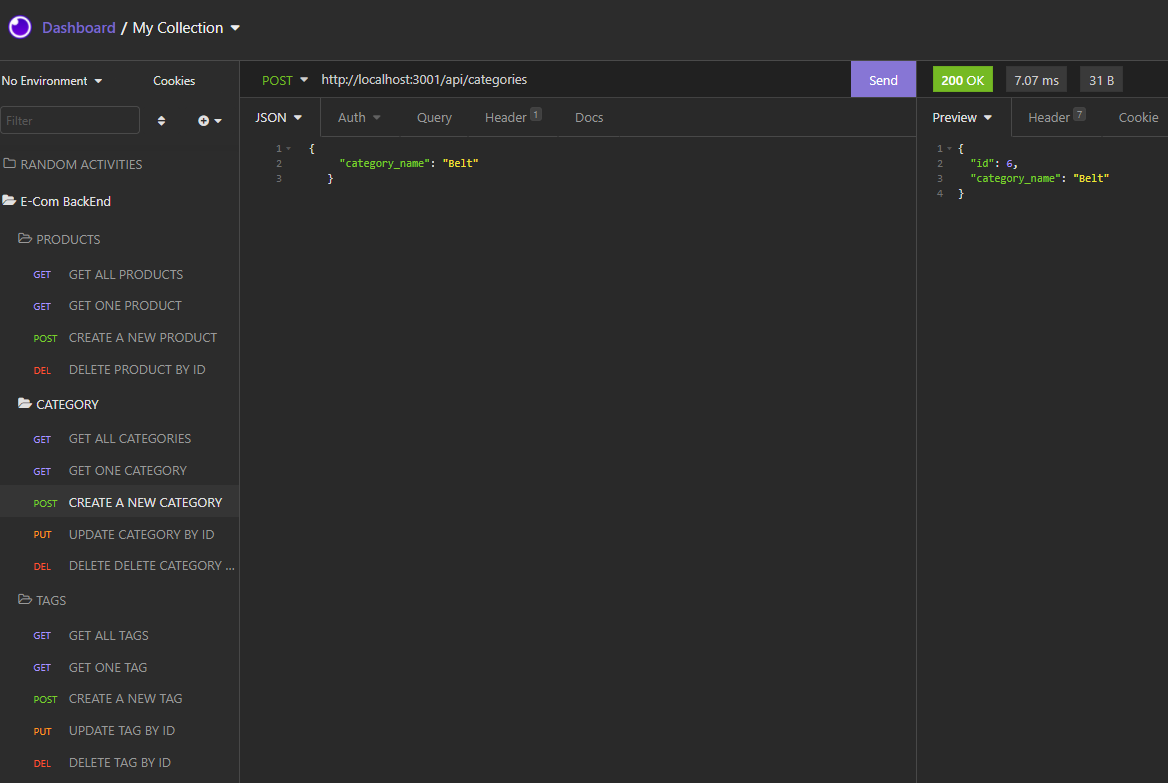 Dashboard / My Collection
No Environment Cookies
Filter
RANDOM ACTIVITIES
E-Com BackEnd
PRODUCTS
GET GET ALL PRODUCTS
GET GET ONE PRODUCT
POST CREATE A NEW PRODUCT
DEL DELETE PRODUCT BY ID
CATEGORY
GET GET ALL CATEGORIES
GET GET ONE CATEGORY
POST CREATE A NEW CATEGORY
PUT UPDATE CATEGORY BY ID
DEL DELETE DELETE CATEGORY ...
TAGS
GET GET ALL TAGS
GET GET ONE TAG
POST CREATE A NEW TAG
PUT UPDATE TAG BY ID
DEL DELETE TAG BY ID
POST http://localhost:3001/api/categories Send
JSON Auth Query Header 1 Docs
1 {
2 "category_name": "Belt"
3 }
200 OK 7.07 ms 31 B
Preview Header 7 Cookie
1 {
2 "id": 6,
3 "category_name": "Belt"
4 }